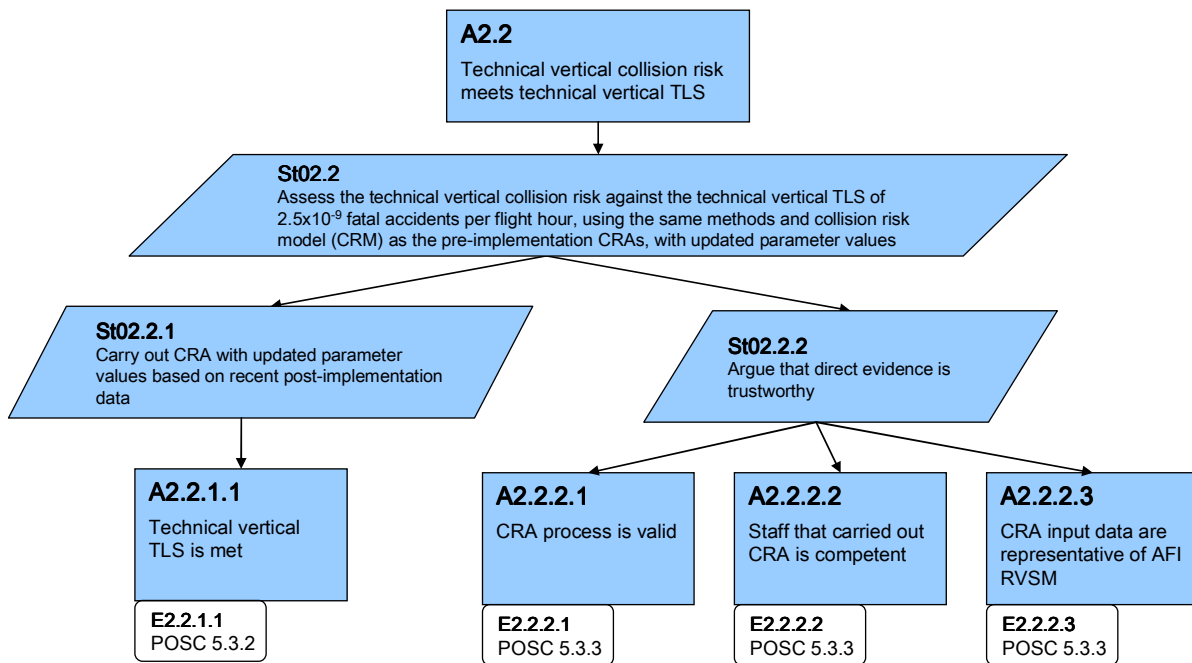 A2.2
Technical vertical collision risk
meets technical vertical TLS
St02.2
Assess the technical vertical collision risk against the technical vertical TLS of
2.5x10⁻⁹ fatal accidents per flight hour, using the same methods and collision risk
model (CRM) as the pre-implementation CRAs, with updated parameter values
St02.2.1
Carry out CRA with updated parameter
values based on recent post-implementation
data
St02.2.2
Argue that direct evidence is
trustworthy
A2.2.1.1
Technical vertical
TLS is met
E2.2.1.1
POSC 5.3.2
A2.2.2.1
CRA process is valid
E2.2.2.1
POSC 5.3.3
A2.2.2.2
Staff that carried out
CRA is competent
E2.2.2.2
POSC 5.3.3
A2.2.2.3
CRA input data are
representative of AFI
RVSM
E2.2.2.3
POSC 5.3.3